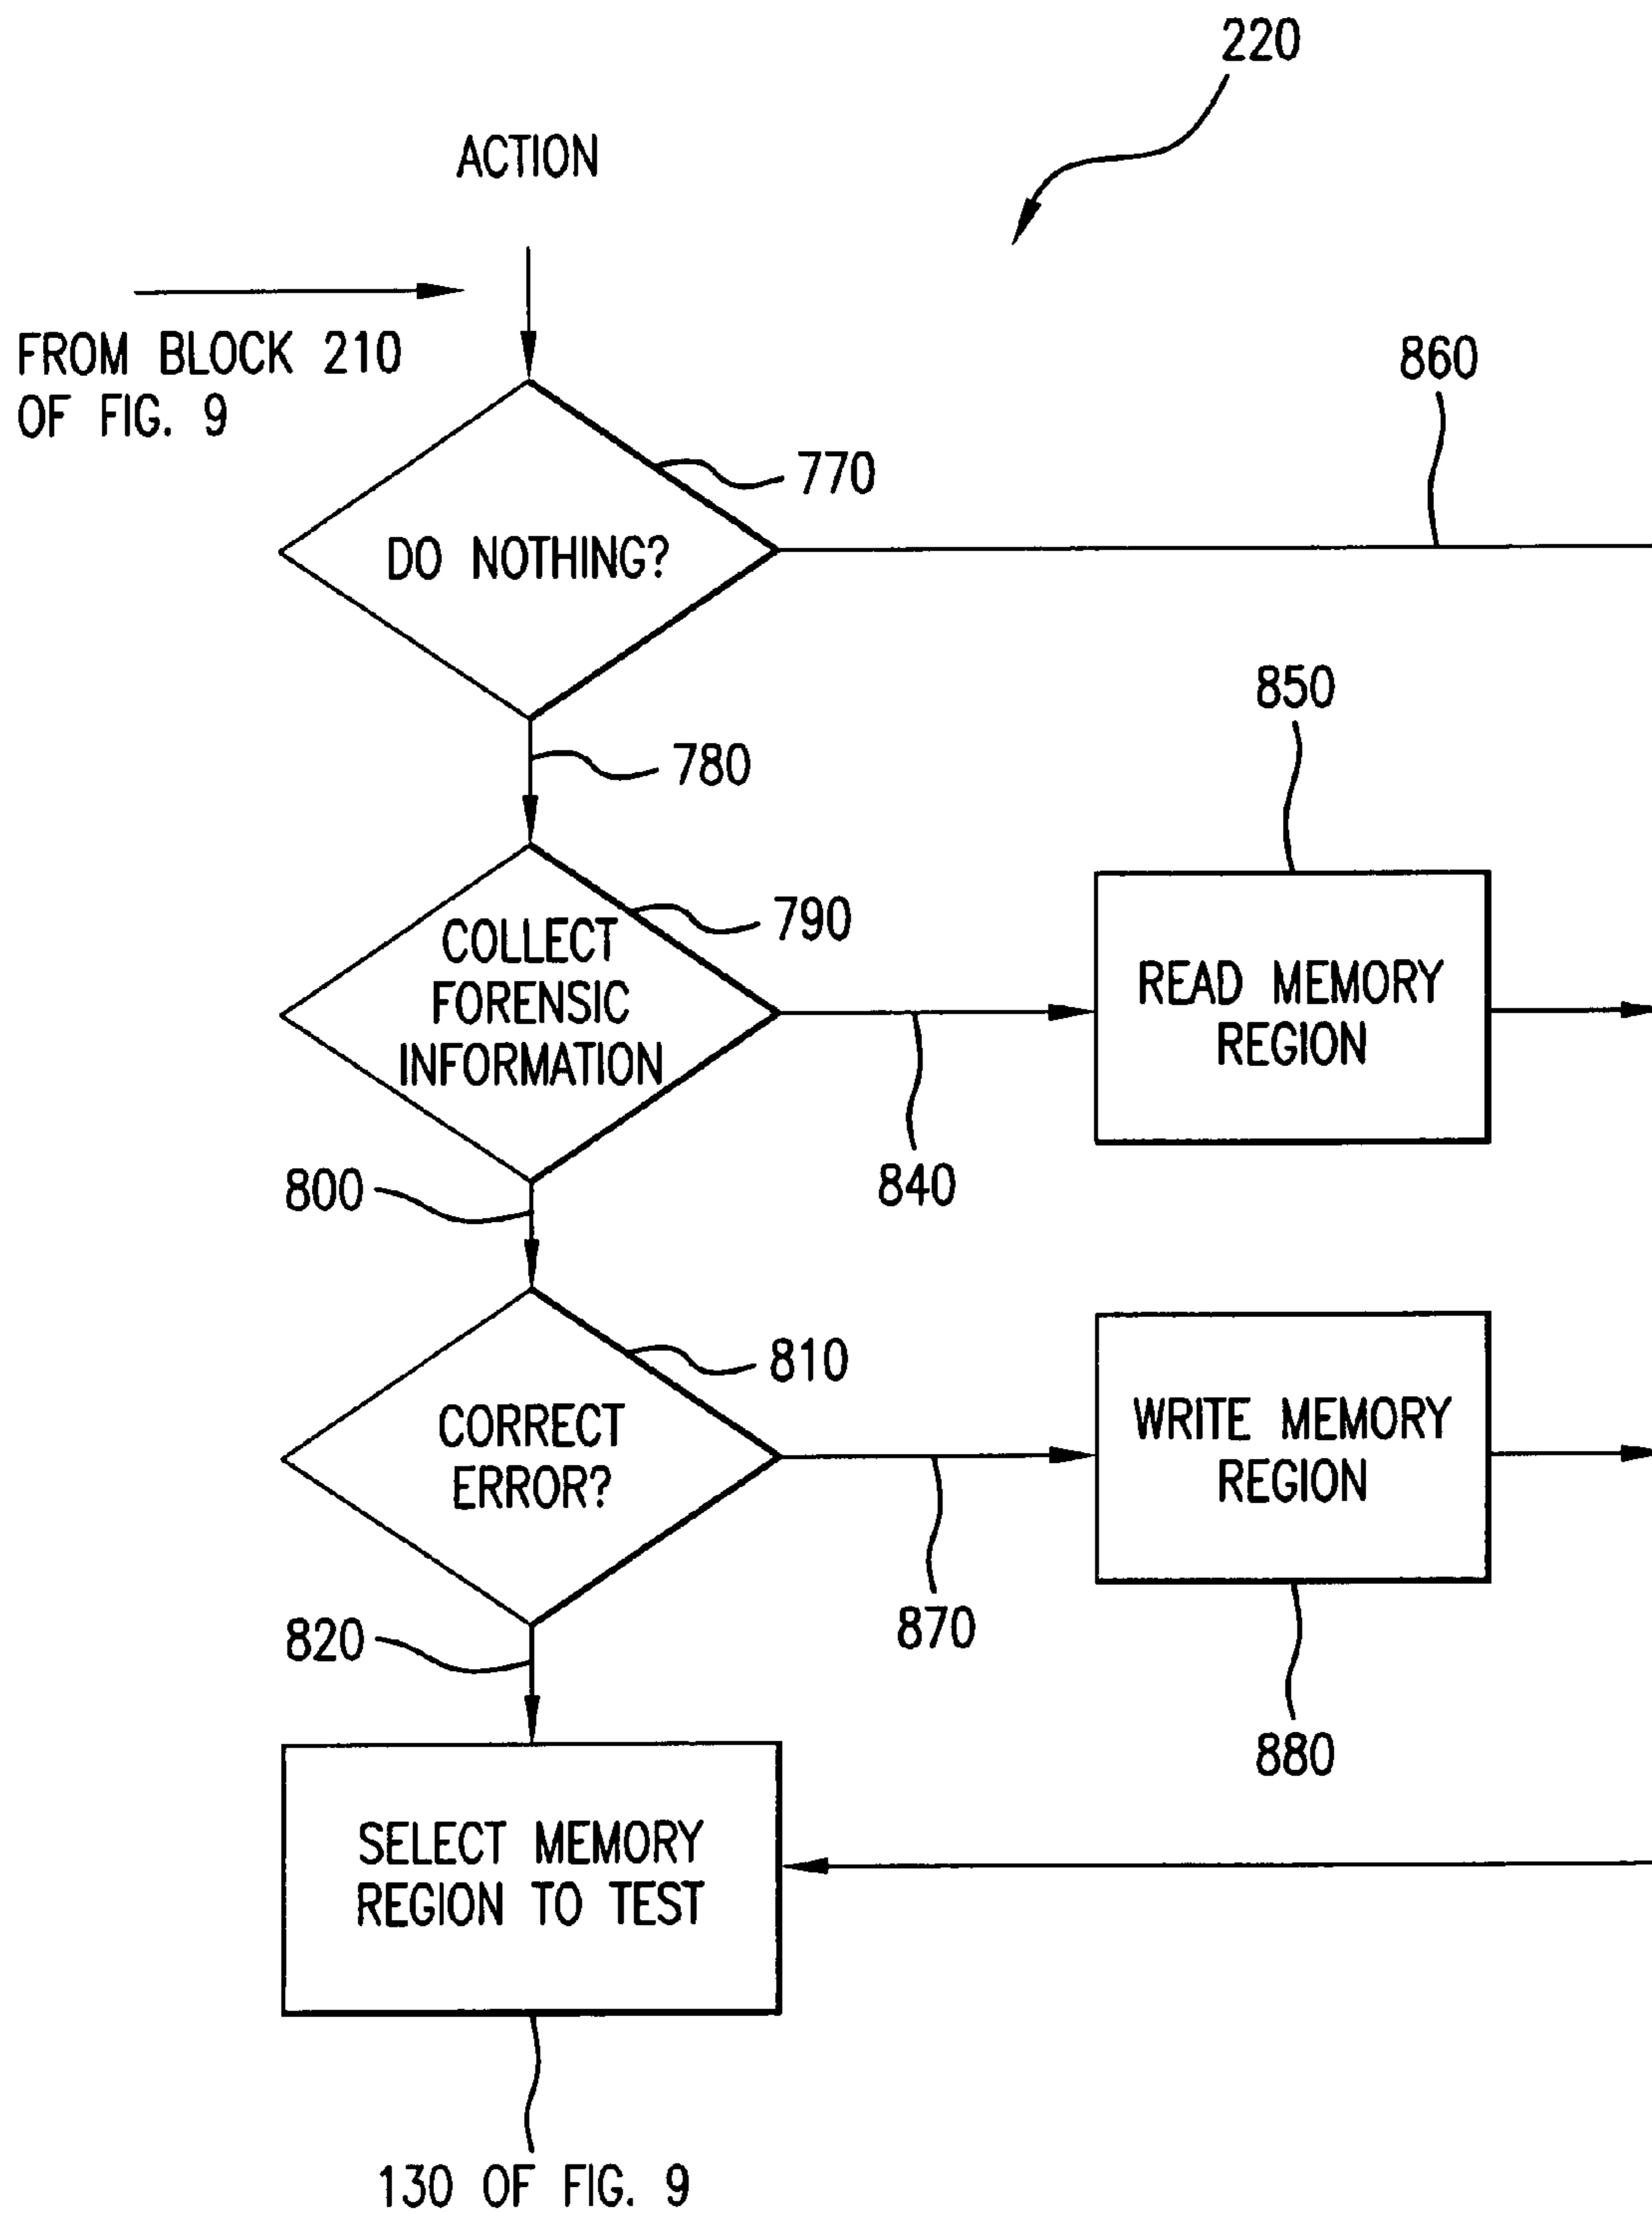 220
ACTION
FROM BLOCK 210
OF FIG. 9
860
770
DO NOTHING?
850
780
790
COLLECT
FORENSIC
INFORMATION
READ MEMORY
REGION
840
800
810
CORRECT
ERROR?
WRITE MEMORY
REGION
870
820
880
SELECT MEMORY
REGION TO TEST
130 OF FIG. 9